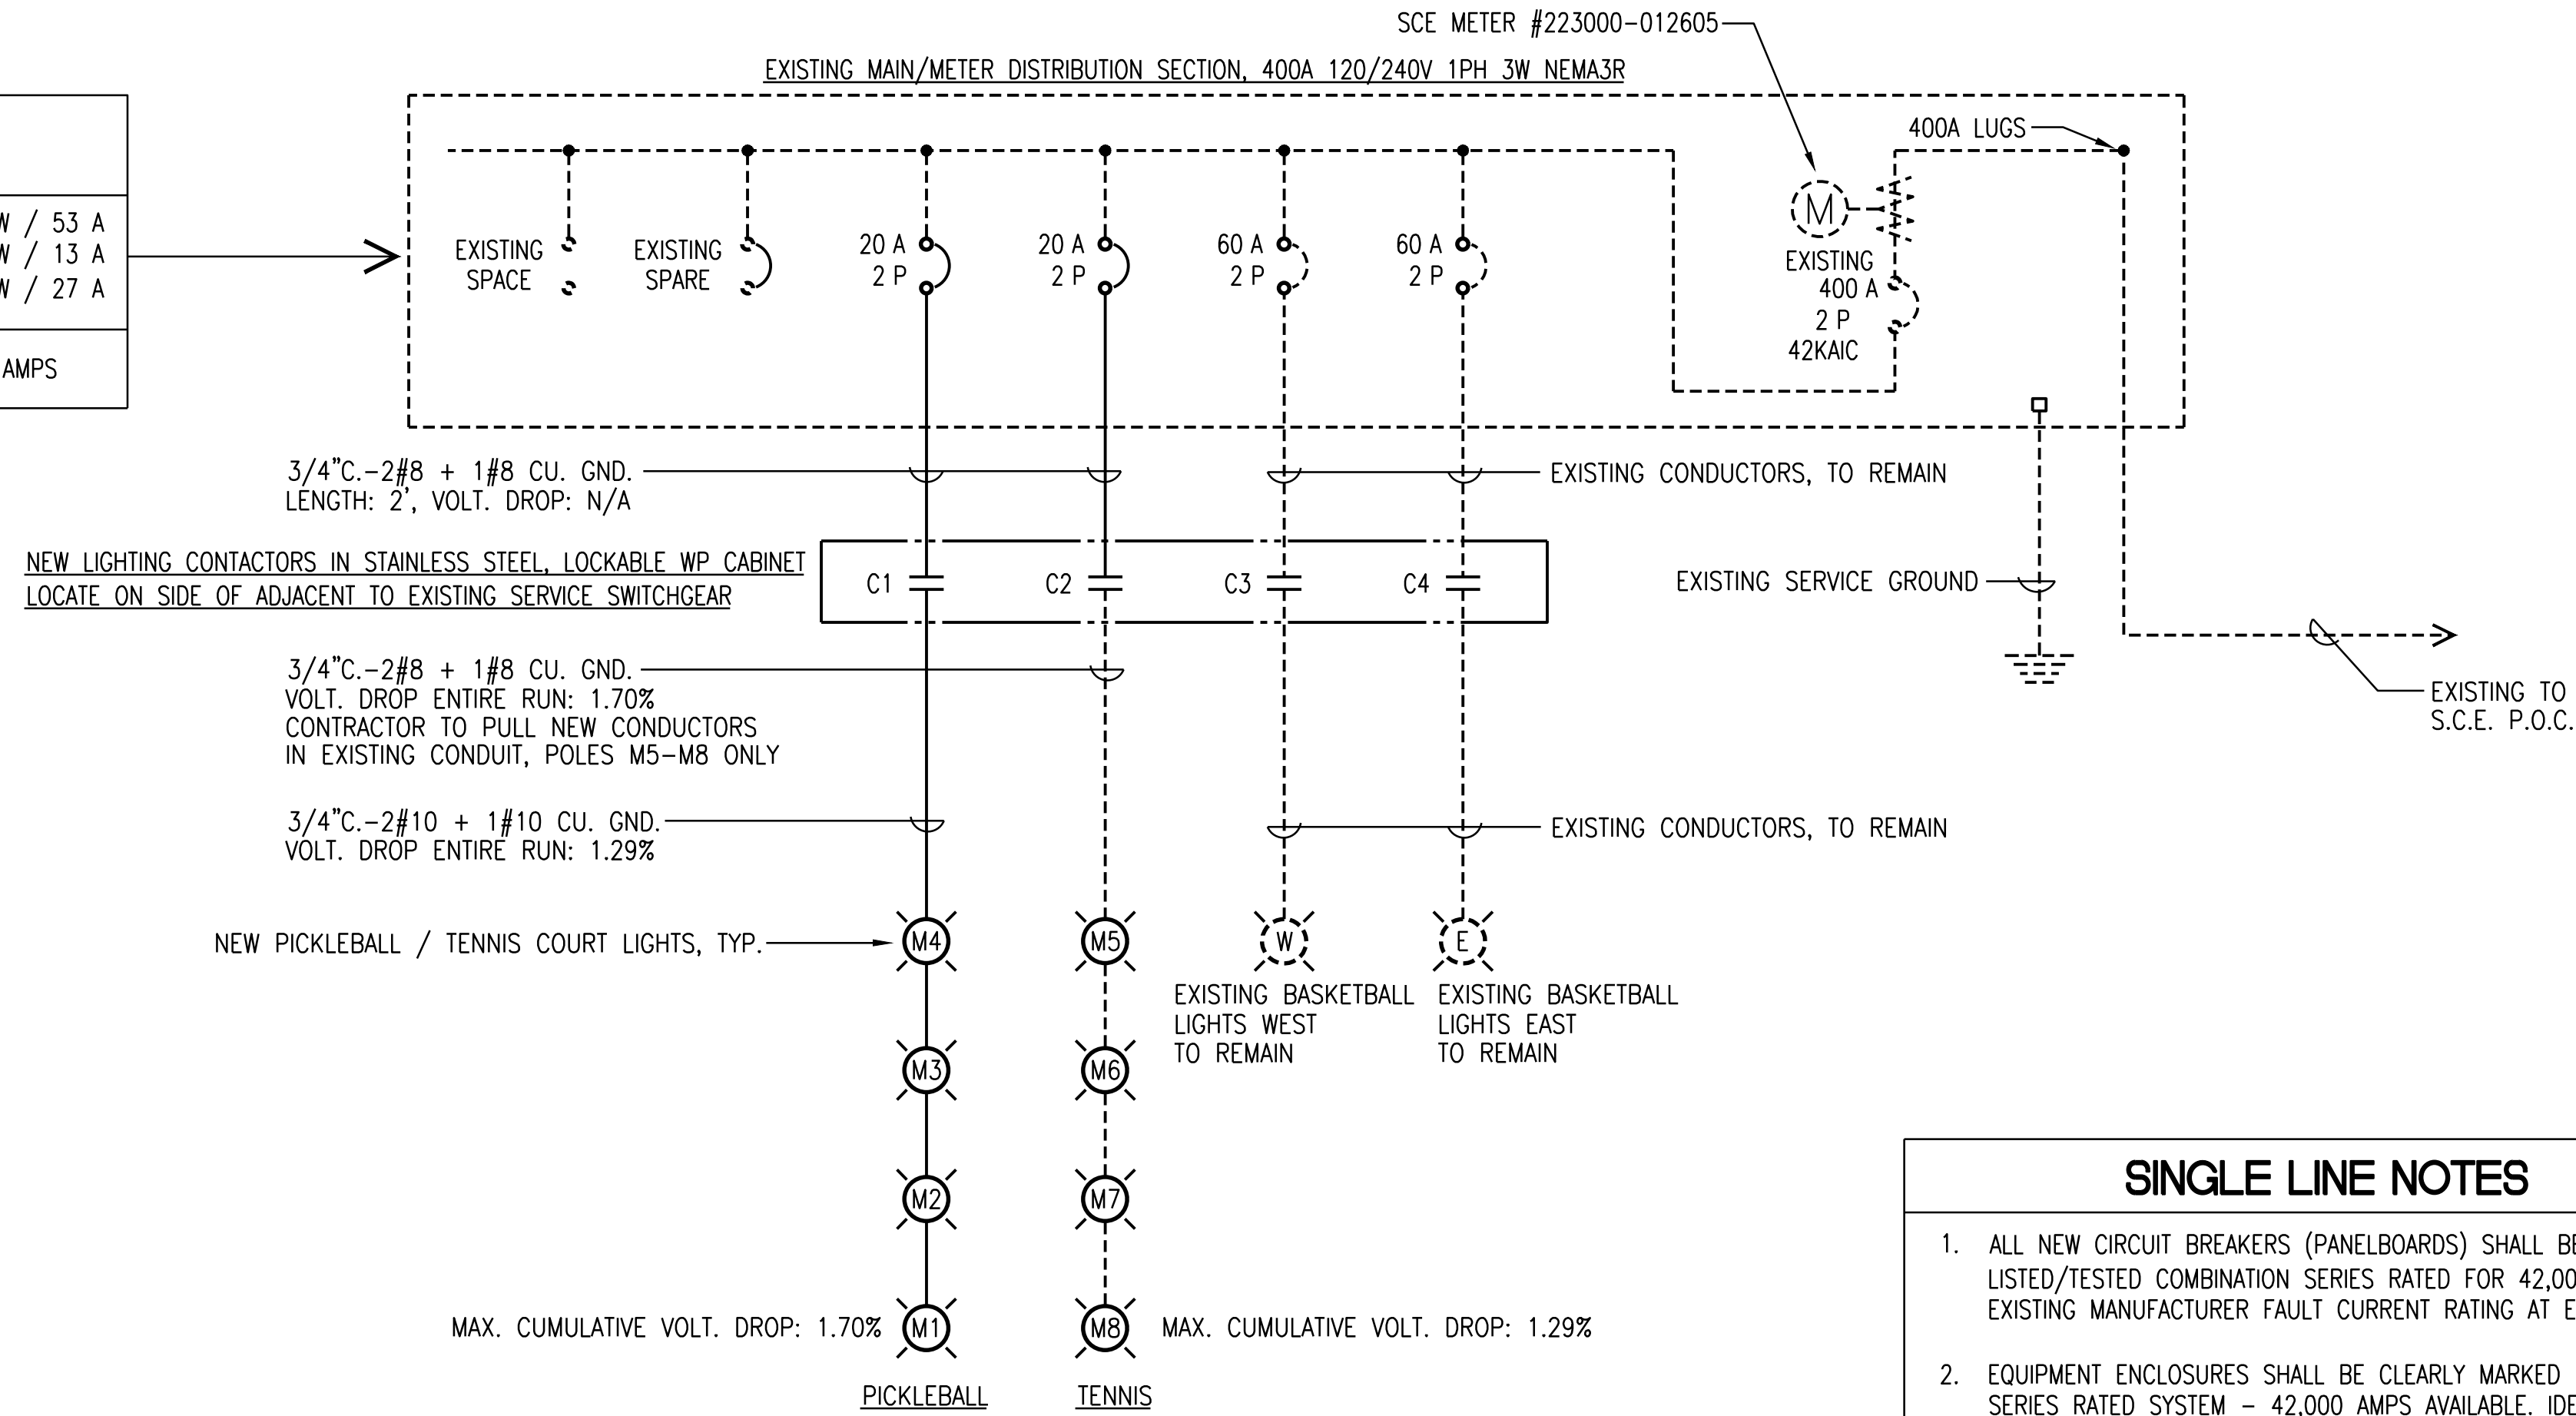 SCE METER #223000-012605
EXISTING MAIN/METER DISTRIBUTION SECTION, 400A 120/240V 1PH 3W NEMA3R
400A LUGS
W / 53 A
W / 13 A
W / 27 A
AMPS
EXISTING
SPACE
EXISTING
SPARE
20 A
2 P
20 A
2 P
60 A
2 P
60 A
2 P
M
EXISTING
400 A
2 P
42KAIC
3/4"C.-2#8 + 1#8 CU. GND.
LENGTH: 2', VOLT. DROP: N/A
EXISTING CONDUCTORS, TO REMAIN
NEW LIGHTING CONTACTORS IN STAINLESS STEEL, LOCKABLE WP CABINET
LOCATE ON SIDE OF ADJACENT TO EXISTING SERVICE SWITCHGEAR
C1
C2
C3
C4
EXISTING SERVICE GROUND
EXISTING TO
S.C.E. P.O.C.
3/4"C.-2#8 + 1#8 CU. GND.
VOLT. DROP ENTIRE RUN: 1.70%
CONTRACTOR TO PULL NEW CONDUCTORS
IN EXISTING CONDUIT, POLES M5-M8 ONLY
3/4"C.-2#10 + 1#10 CU. GND.
VOLT. DROP ENTIRE RUN: 1.29%
EXISTING CONDUCTORS, TO REMAIN
NEW PICKLEBALL / TENNIS COURT LIGHTS, TYP.
M4
M5
W
E
EXISTING BASKETBALL
LIGHTS WEST
TO REMAIN
EXISTING BASKETBALL
LIGHTS EAST
TO REMAIN
M3
M6
M2
M7
MAX. CUMULATIVE VOLT. DROP: 1.70%
M1
M8
MAX. CUMULATIVE VOLT. DROP: 1.29%
PICKLEBALL
TENNIS
SINGLE LINE NOTES
1. ALL NEW CIRCUIT BREAKERS (PANELBOARDS) SHALL BE
LISTED/TESTED COMBINATION SERIES RATED FOR 42,00
EXISTING MANUFACTURER FAULT CURRENT RATING AT E
2. EQUIPMENT ENCLOSURES SHALL BE CLEARLY MARKED
SERIES RATED SYSTEM - 42,000 AMPS AVAILABLE. IDE